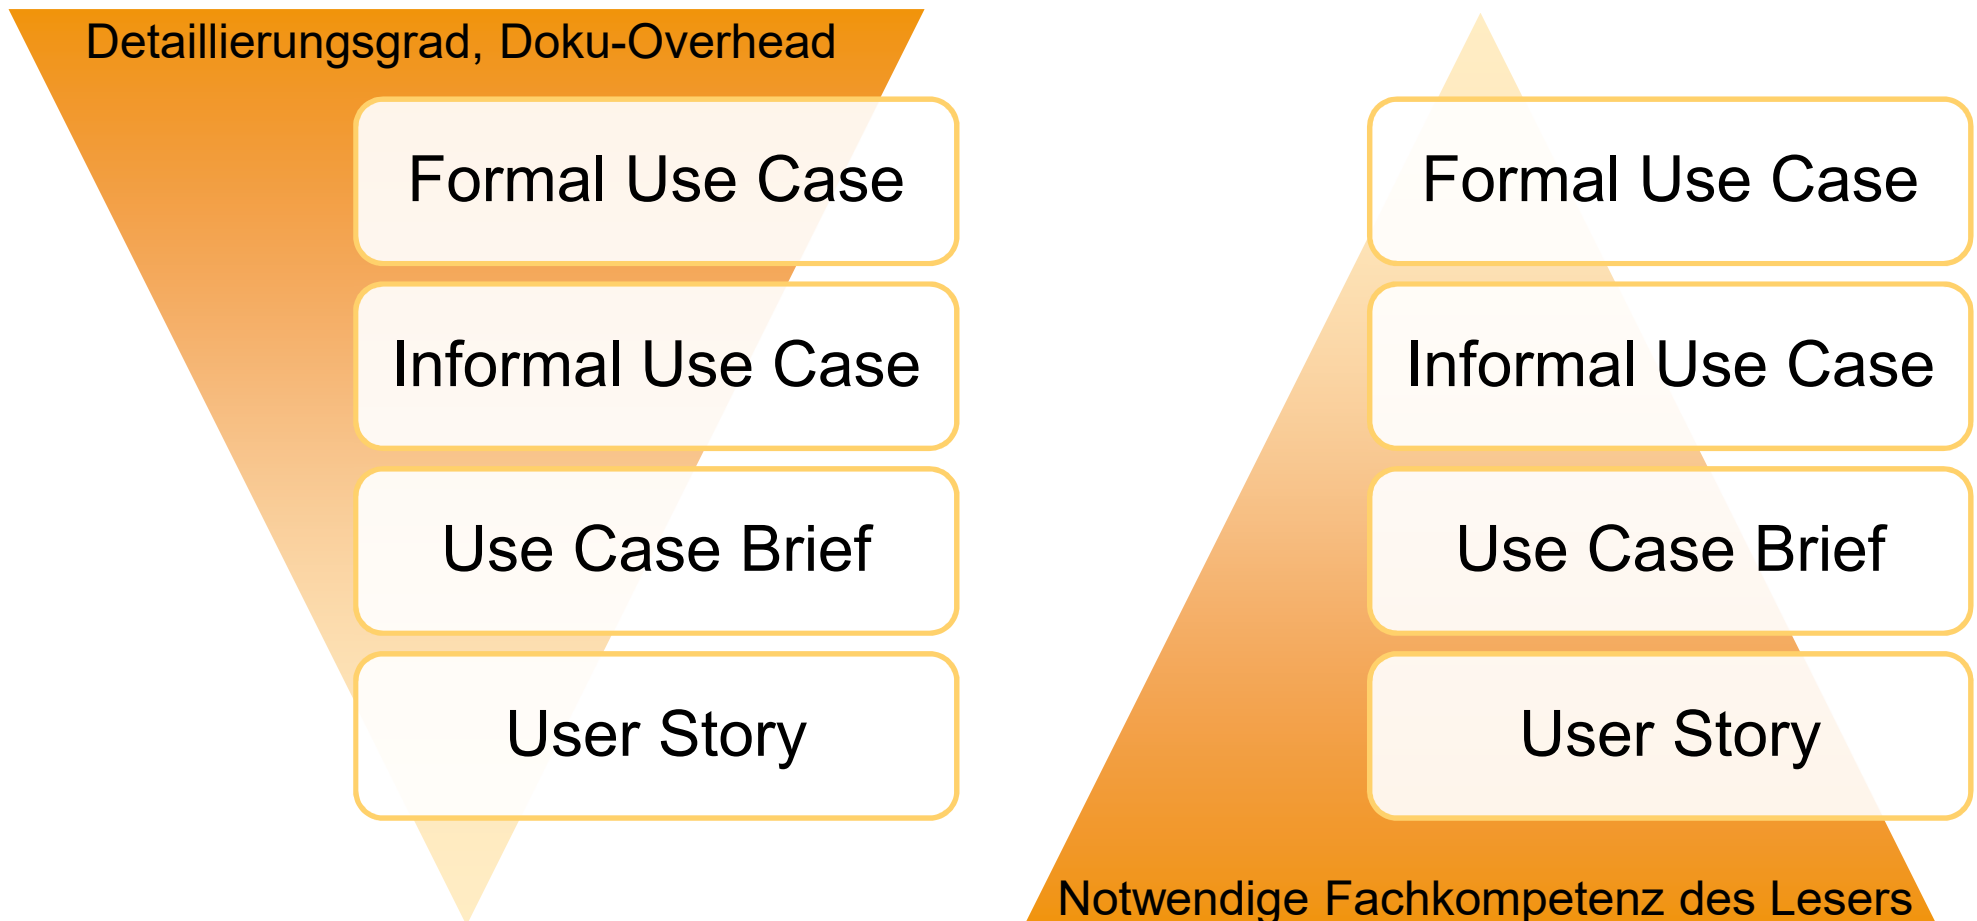 Detaillierungsgrad, Doku-Overhead
Formal Use Case
Informal Use Case
Use Case Brief
User Story
Formal Use Case
Informal Use Case
Use Case Brief
User Story
Notwendige Fachkompetenz des Lesers